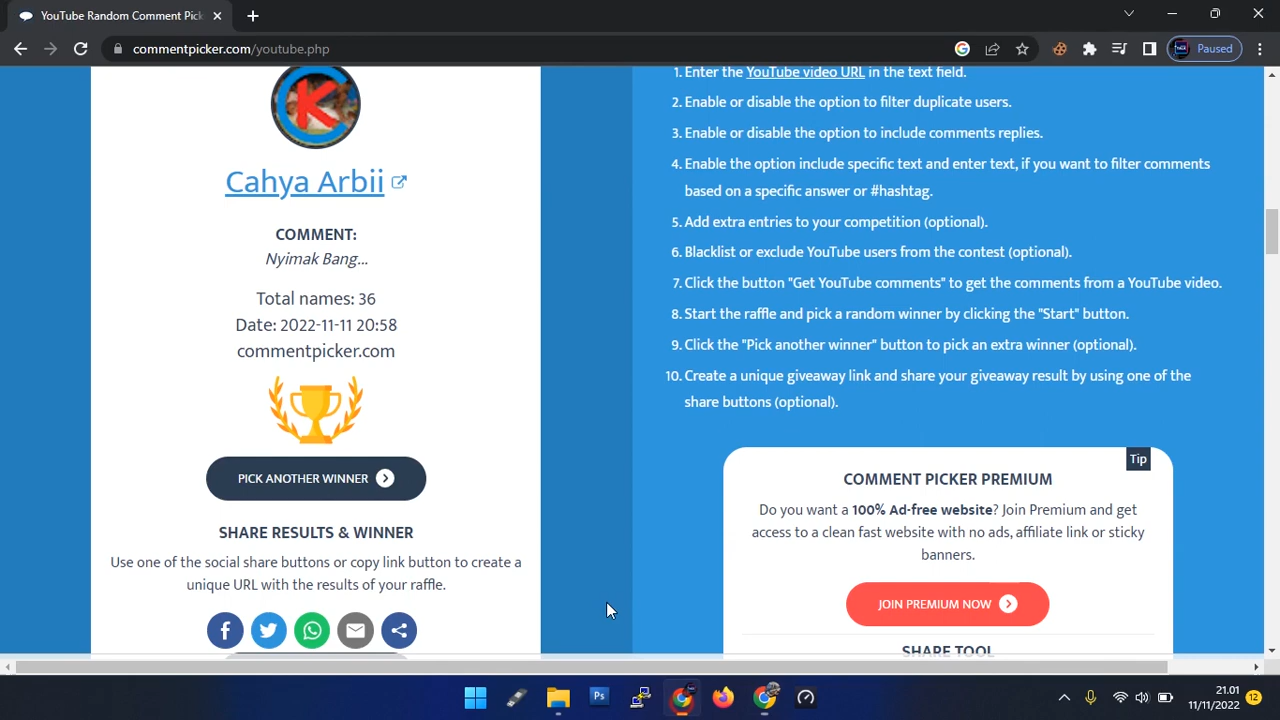 YouTube Random Comment Pick
commentpicker.com/youtube.php
Paused
Cahya Arbii
COMMENT:
Nyimak Bang...
Total names: 36
Date: 2022-11-11 20:58
commentpicker.com
PICK ANOTHER WINNER
SHARE RESULTS & WINNER
Use one of the social share buttons or copy link button to create a
unique URL with the results of your raffle.
1. Enter the YouTube video URL in the text field.
2. Enable or disable the option to filter duplicate users.
3. Enable or disable the option to include comments replies.
4. Enable the option include specific text and enter text, if you want to filter comments
based on a specific answer or #hashtag.
5. Add extra entries to your competition (optional).
6. Blacklist or exclude YouTube users from the contest (optional).
7. Click the button "Get YouTube comments" to get the comments from a YouTube video.
8. Start the raffle and pick a random winner by clicking the "Start" button.
9. Click the "Pick another winner" button to pick an extra winner (optional).
10. Create a unique giveaway link and share your giveaway result by using one of the
share buttons (optional).
Tip
COMMENT PICKER PREMIUM
Do you want a 100% Ad-free website? Join Premium and get
access to a clean fast website with no ads, affiliate link or sticky
banners.
JOIN PREMIUM NOW
SHARE TOOL
Ps
21.01
11/11/2022
12